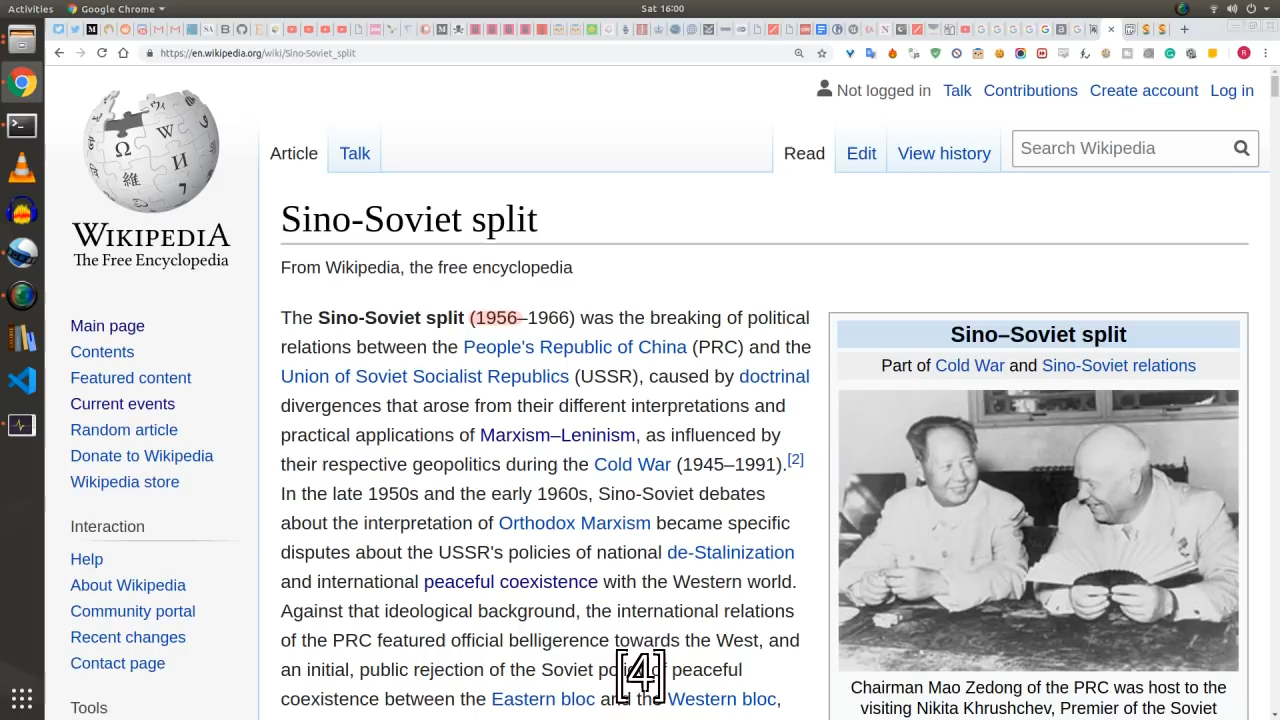 Activities
Google Chrome
Sat 16:00
https://en.wikipedia.org/wiki/Sino-Soviet_split
Not logged in Talk Contributions Create account Log in
Article Talk Read Edit View history Search Wikipedia
WIKIPEDIA
The Free Encyclopedia
Main page
Contents
Featured content
Current events
Random article
Donate to Wikipedia
Wikipedia store
Interaction
Help
About Wikipedia
Community portal
Recent changes
Contact page
Tools
Sino-Soviet split
From Wikipedia, the free encyclopedia
The Sino-Soviet split (1956–1966) was the breaking of political
relations between the People's Republic of China (PRC) and the
Union of Soviet Socialist Republics (USSR), caused by doctrinal
divergences that arose from their different interpretations and
practical applications of Marxism–Leninism, as influenced by
their respective geopolitics during the Cold War (1945–1991).[2]
In the late 1950s and the early 1960s, Sino-Soviet debates
about the interpretation of Orthodox Marxism became specific
disputes about the USSR's policies of national de-Stalinization
and international peaceful coexistence with the Western world.
Against that ideological background, the international relations
of the PRC featured official belligerence towards the West, and
an initial, public rejection of the Soviet policy of peaceful
coexistence between the Eastern bloc and the Western bloc,
[4]
Sino–Soviet split
Part of Cold War and Sino-Soviet relations
Chairman Mao Zedong of the PRC was host to the
visiting Nikita Khrushchev, Premier of the Soviet